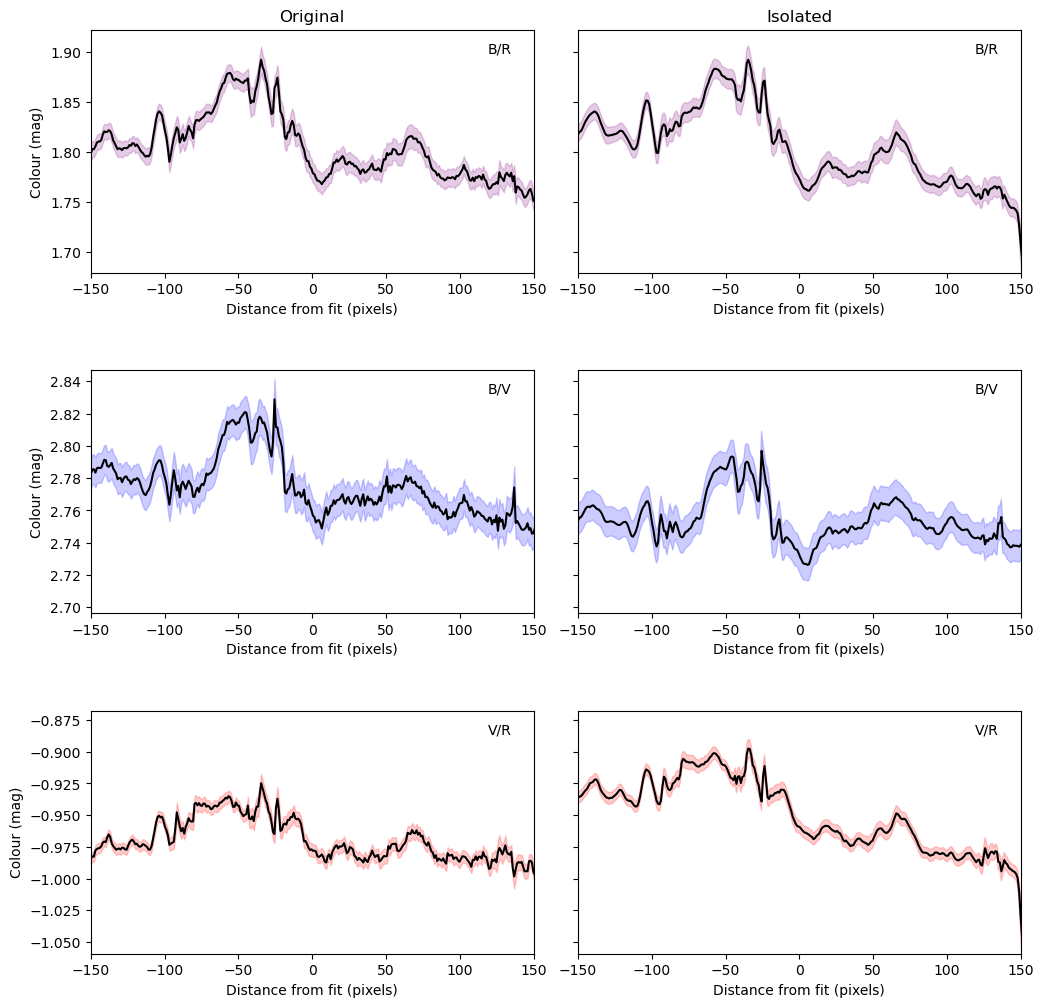 Original Isolated
B/R B/R
1.90
1.85
1.80
1.75
1.70
Colour (mag)
−150 −100 −50 0 50 100 150 −150 −100 −50 0 50 100 150
Distance from fit (pixels) Distance from fit (pixels)
B/V B/V
2.84
2.82
2.80
2.78
2.76
2.74
2.72
2.70
Colour (mag)
−150 −100 −50 0 50 100 150 −150 −100 −50 0 50 100 150
Distance from fit (pixels) Distance from fit (pixels)
V/R V/R
−0.875
−0.900
−0.925
−0.950
−0.975
−1.000
−1.025
−1.050
Colour (mag)
−150 −100 −50 0 50 100 150 −150 −100 −50 0 50 100 150
Distance from fit (pixels) Distance from fit (pixels)